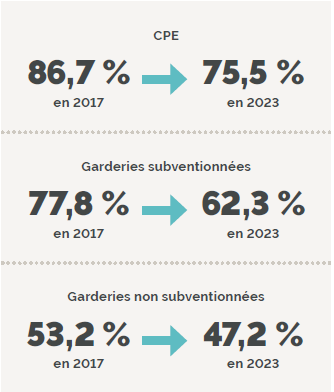 CPE
86,7 % 75,5 %
en 2017 en 2023
Garderies subventionnées
77,8 % 62,3 %
en 2017 en 2023
Garderies non subventionnées
53,2 % 47,2 %
en 2017 en 2023